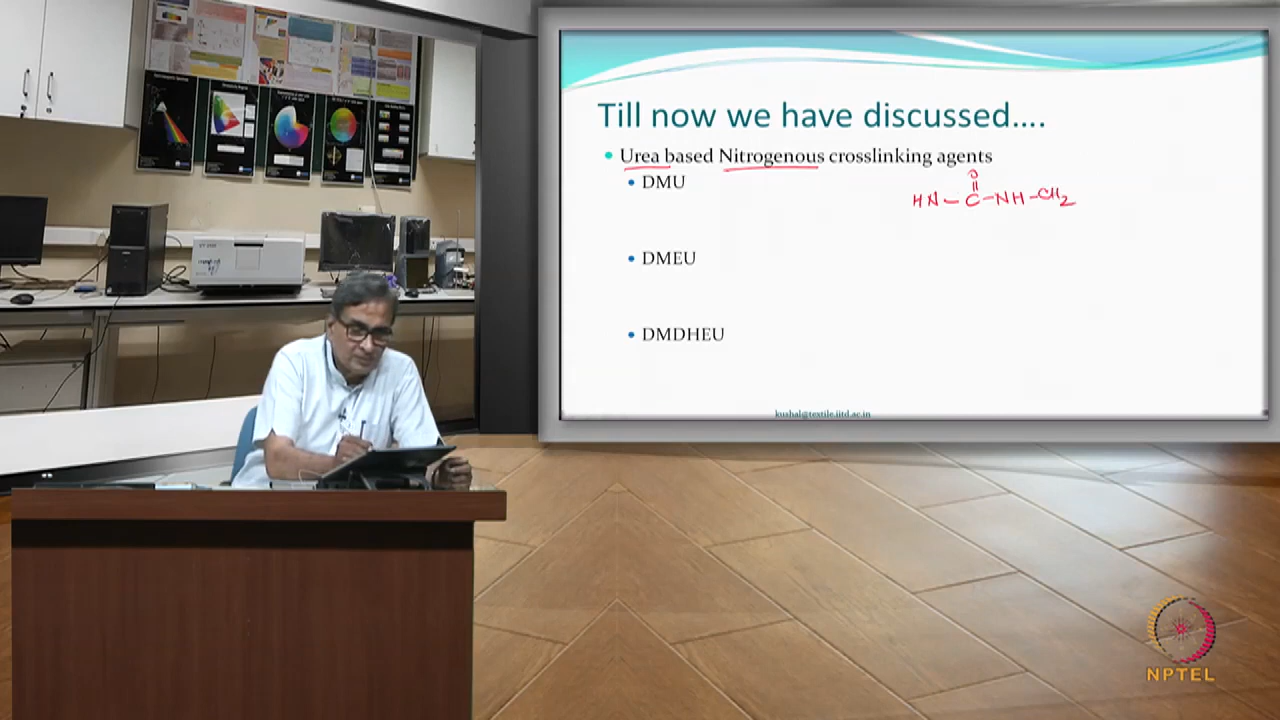 Till now we have discussed....
Urea based Nitrogenous crosslinking agents
DMU
O
HN-C-NH-CH2
DMEU
DMDHEU
kushal@textile.iitd.ac.in
NPTEL